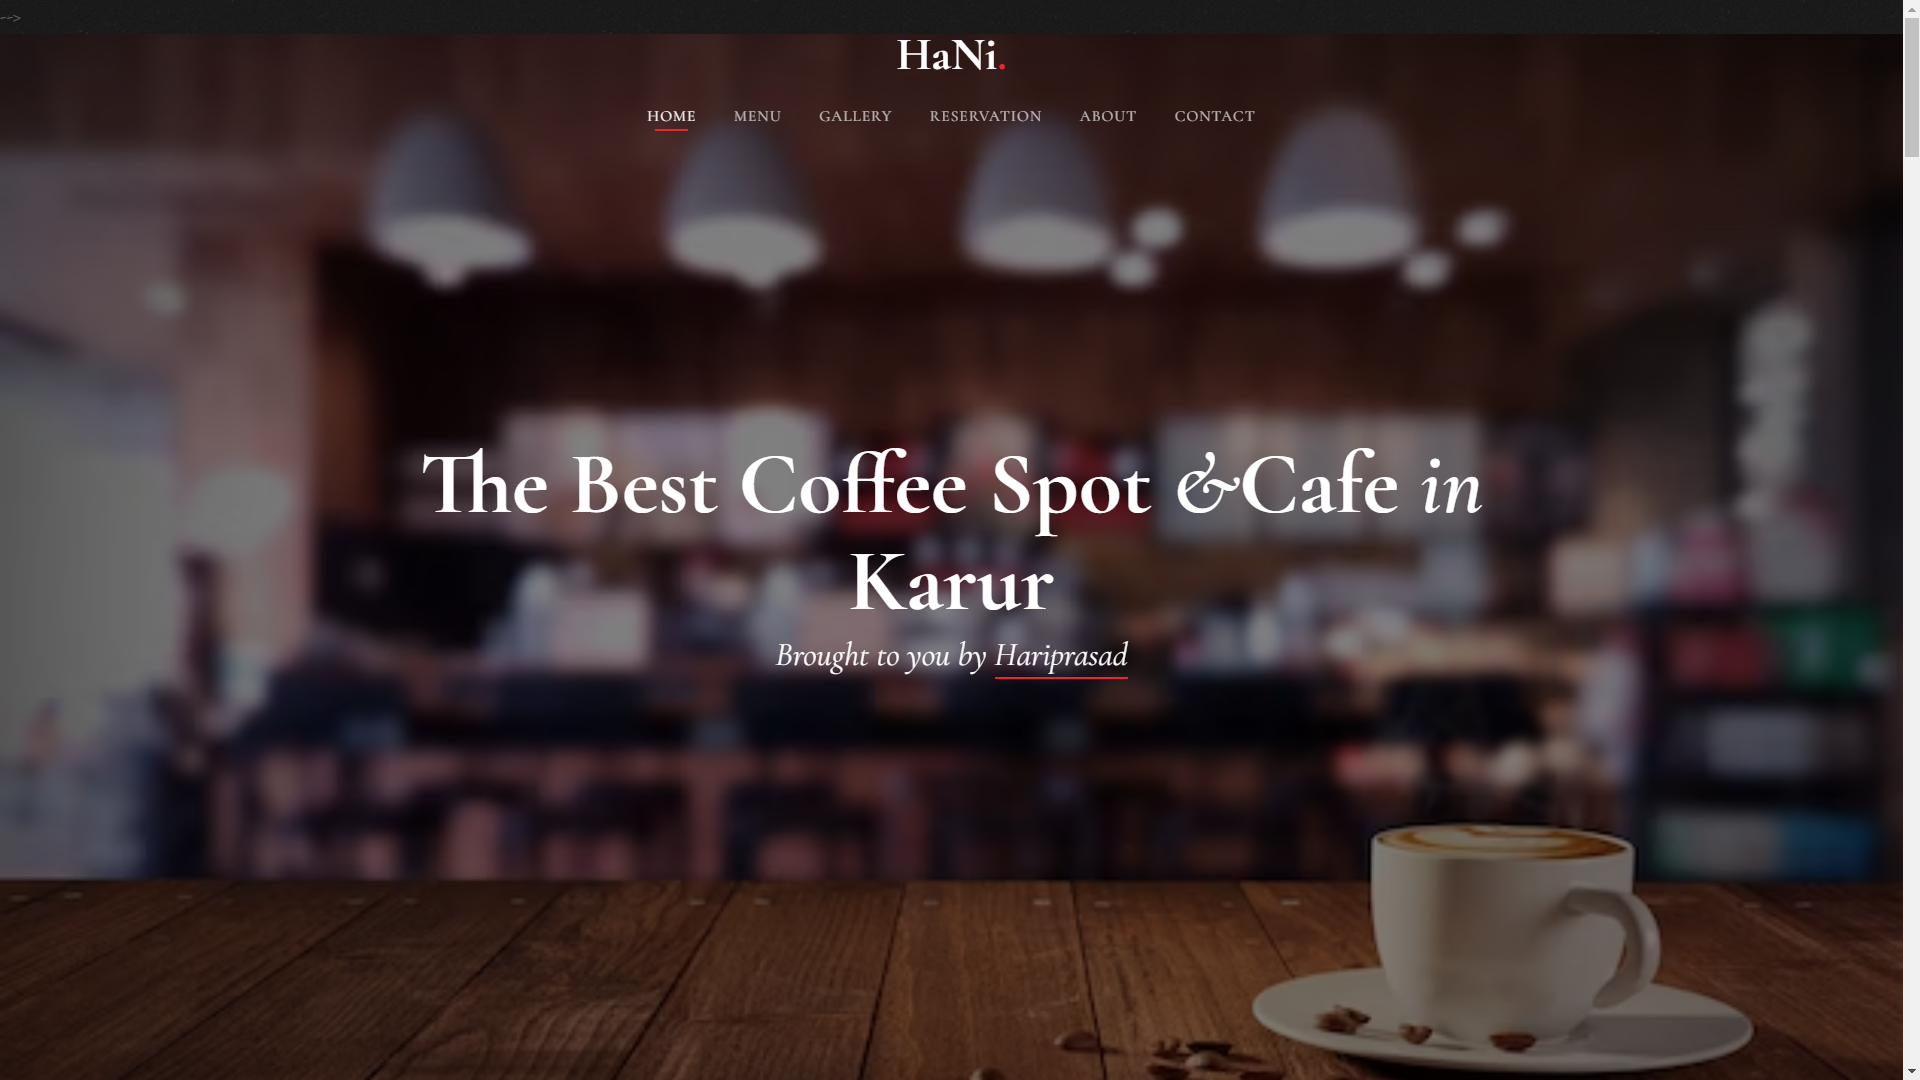 -->
HaNi.
HOME MENU GALLERY RESERVATION ABOUT CONTACT
The Best Coffee Spot &Cafe in
Karur
Brought to you by Hariprasad